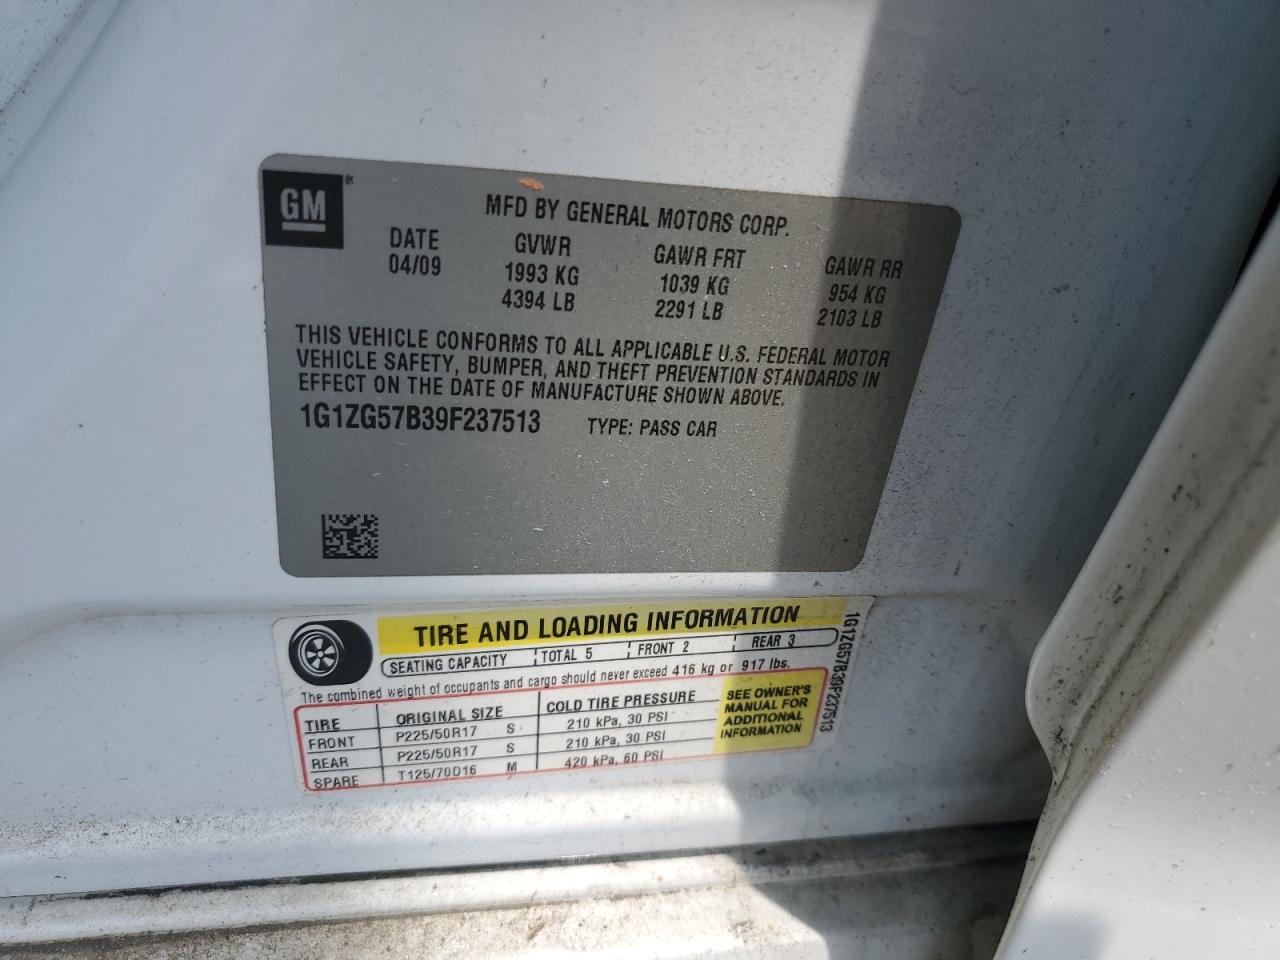 GM®
MFD BY GENERAL MOTORS CORP.
DATE GVWR GAWR FRT GAWR RR
04/09 1993 KG 1039 KG 954 KG
4394 LB 2291 LB 2103 LB
THIS VEHICLE CONFORMS TO ALL APPLICABLE U.S. FEDERAL MOTOR
VEHICLE SAFETY, BUMPER, AND THEFT PREVENTION STANDARDS IN
EFFECT ON THE DATE OF MANUFACTURE SHOWN ABOVE.
1G1ZG57B39F237513 TYPE: PASS CAR
TIRE AND LOADING INFORMATION
SEATING CAPACITY TOTAL 5 FRONT 2 REAR 3
The combined weight of occupants and cargo should never exceed 416 kg or 917 lbs.
TIRE ORIGINAL SIZE COLD TIRE PRESSURE
FRONT P225/50R17 S 210 kPa, 30 PSI
REAR P225/50R17 S 210 kPa, 30 PSI
SPARE T125/70D16 M 420 kPa, 60 PSI
SEE OWNER'S
MANUAL FOR
ADDITIONAL
INFORMATION
1G1ZG57B39F237513